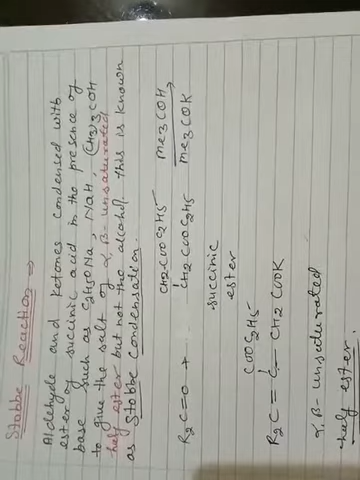 Stobbe Reaction ⇒
Aldehyde and ketones condensed with
ester of succinic acid in the presence of
base such as C2H5ONa, NaH, (CH3)3COH
to give the salt of α, β- unsaturated
half ester but not the alcohol this is known
as Stobbe Condensation.
CH2COOC2H5 Me3COH
R2C=O + CH2COOC2H5 Me3COK
succinic
ester
COOC2H5
R2C=C-CH2COOK
α, β- unsaturated
half ester.